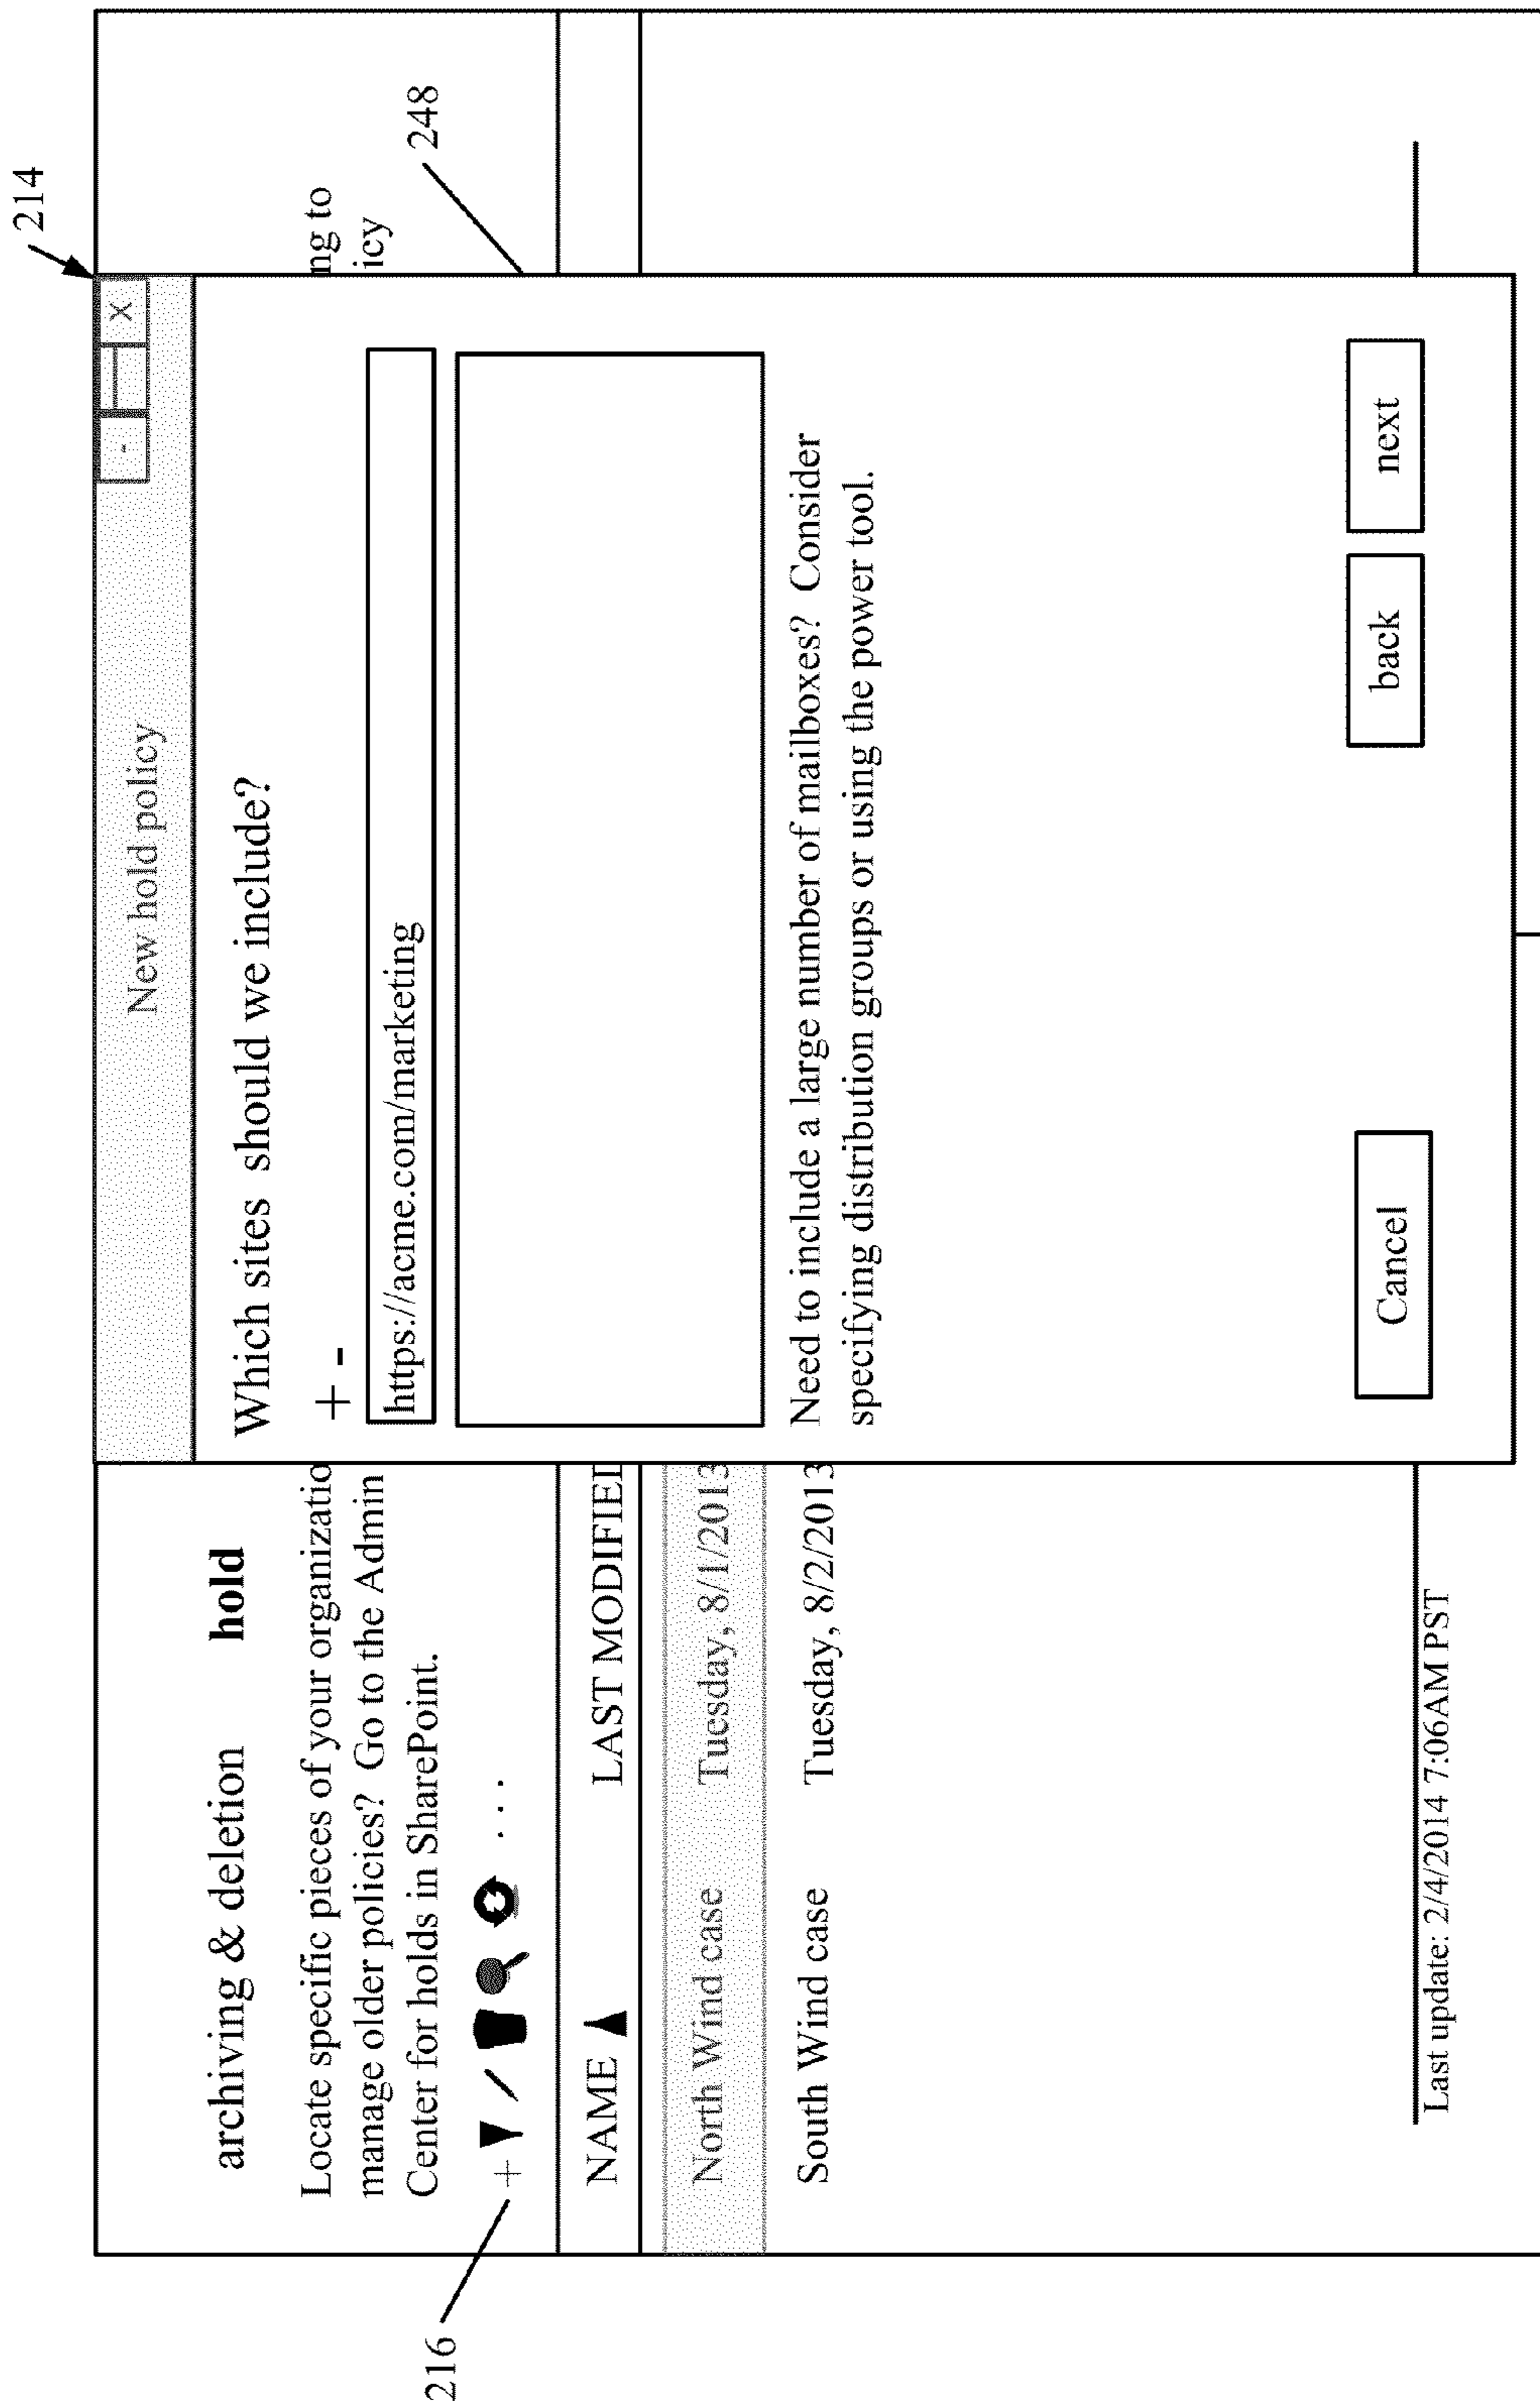 214
archiving & deletion hold
Locate specific pieces of your organizatio
manage older policies? Go to the Admin
Center for holds in SharePoint.
ng to
icy
216
+ / ...
NAME LAST MODIFIED
North Wind case Tuesday, 8/1/2013
South Wind case Tuesday, 8/2/2013
Last update: 2/4/2014 7:06AM PST
New hold policy
- X
248
Which sites should we include?
+ -
https://acme.com/marketing
Need to include a large number of mailboxes? Consider
specifying distribution groups or using the power tool.
Cancel back next